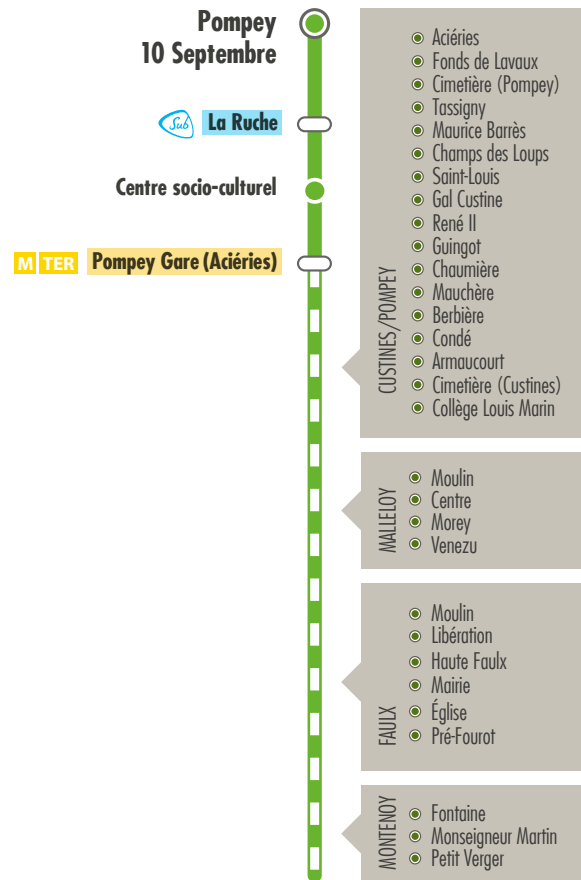 Pompey
10 Septembre
Sub La Ruche
Centre socio-culturel
M TER Pompey Gare (Aciéries)
CUSTINES/POMPEY
Aciéries
Fonds de Lavaux
Cimetière (Pompey)
Tassigny
Maurice Barrès
Champs des Loups
Saint-Louis
Gal Custine
René II
Guingot
Chaumière
Mauchère
Berbière
Condé
Armaucourt
Cimetière (Custines)
Collège Louis Marin
MALLELOY
Moulin
Centre
Morey
Venezu
FAULX
Moulin
Libération
Haute Faulx
Mairie
Église
Pré-Fourot
MONTENOY
Fontaine
Monseigneur Martin
Petit Verger